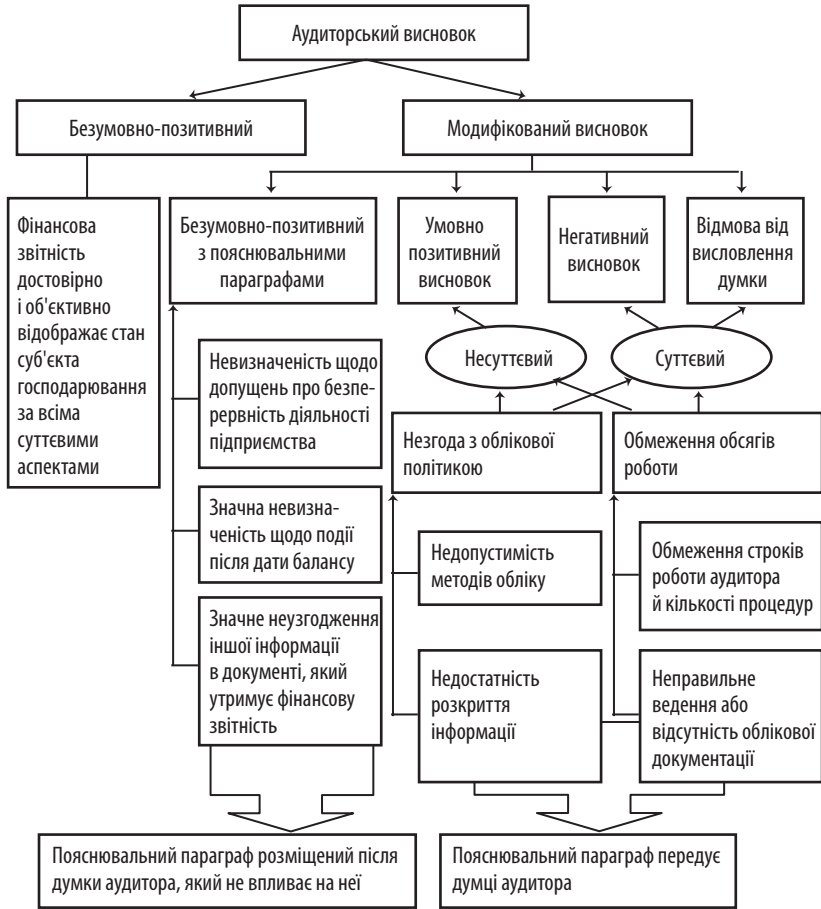 Аудиторський висновок
Безумовно-позитивний
Модифікований висновок
Фінансова
звітність
достовірно
і об'єктивно
відображає стан
суб'єкта
господарювання
за всіма
суттєвими
аспектами
Безумовно-позитивний
з пояснювальними
параграфами
Умовно
позитивний
висновок
Негативний
висновок
Відмова від
висловлення
думки
Несуттєвий
Суттєвий
Невизначеність щодо
допущень про безпе-
рервність діяльності
підприємства
Незгода з облікової
політикою
Обмеження обсягів
роботи
Значна невизна-
ченість щодо події
після дати балансу
Недопустимість
методів обліку
Обмеження строків
роботи аудитора
й кількості процедур
Значне неузгодження
іншої інформації
в документі, який
утримує фінансову
звітність
Недостатність
розкриття
інформації
Неправильне
ведення або
відсутність облікової
документації
Пояснювальний параграф розміщений після
думки аудитора, який не впливає на неї
Пояснювальний параграф передує
думці аудитора